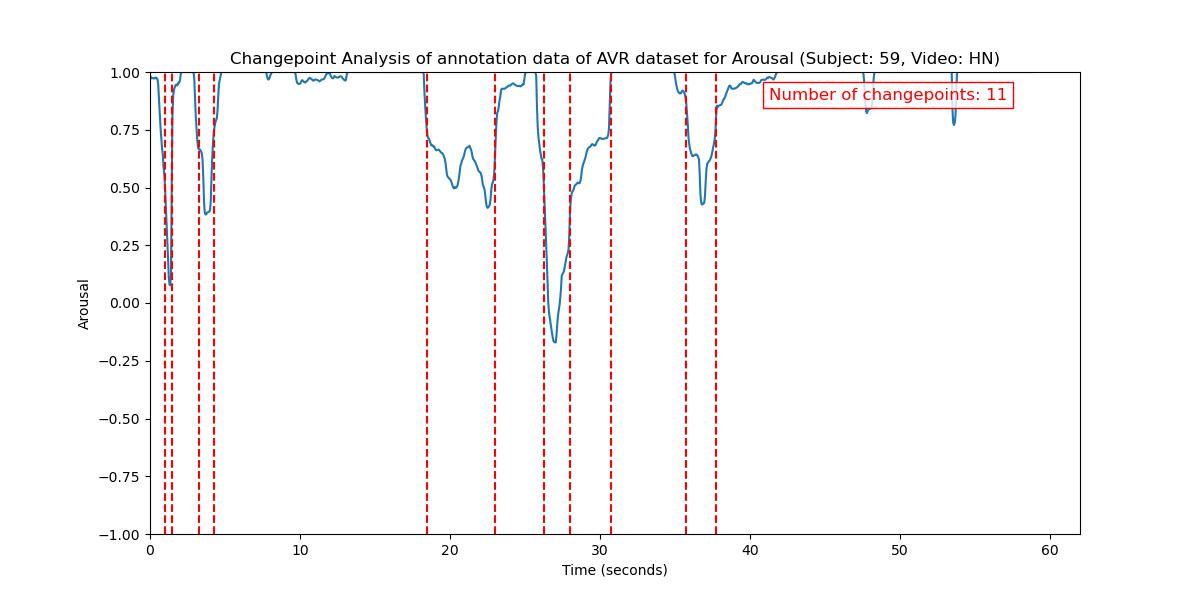 Changepoint Analysis of annotation data of AVR dataset for Arousal (Subject: 59, Video: HN)
Number of changepoints: 11
Arousal
1.00
0.75
0.50
0.25
0.00
−0.25
−0.50
−0.75
−1.00
0 10 20 30 40 50 60
Time (seconds)